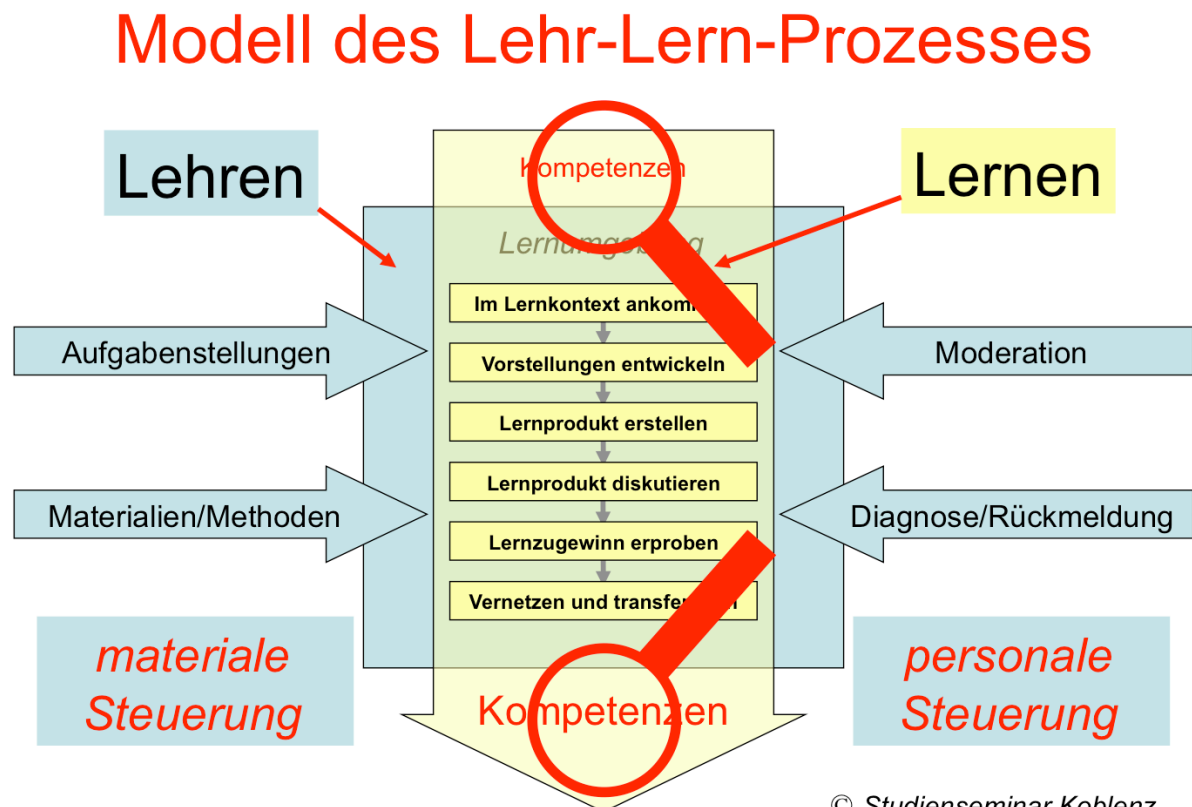 Modell des Lehr-Lern-Prozesses
Lehren
Kompetenzen
Lernen
Lernumgebung
Im Lernkontext
Aufgabenstellungen
Vorstellungen entwickeln
Moderation
Lernprodukt erstellen
Materialien/Methoden
Lernprodukt diskutieren
Diagnose/Rückmeldung
Lernzugewinn erproben
Vernetzen und
materiale
Steuerung
Kompetenzen
personale
Steuerung
© Studienseminar Koblenz